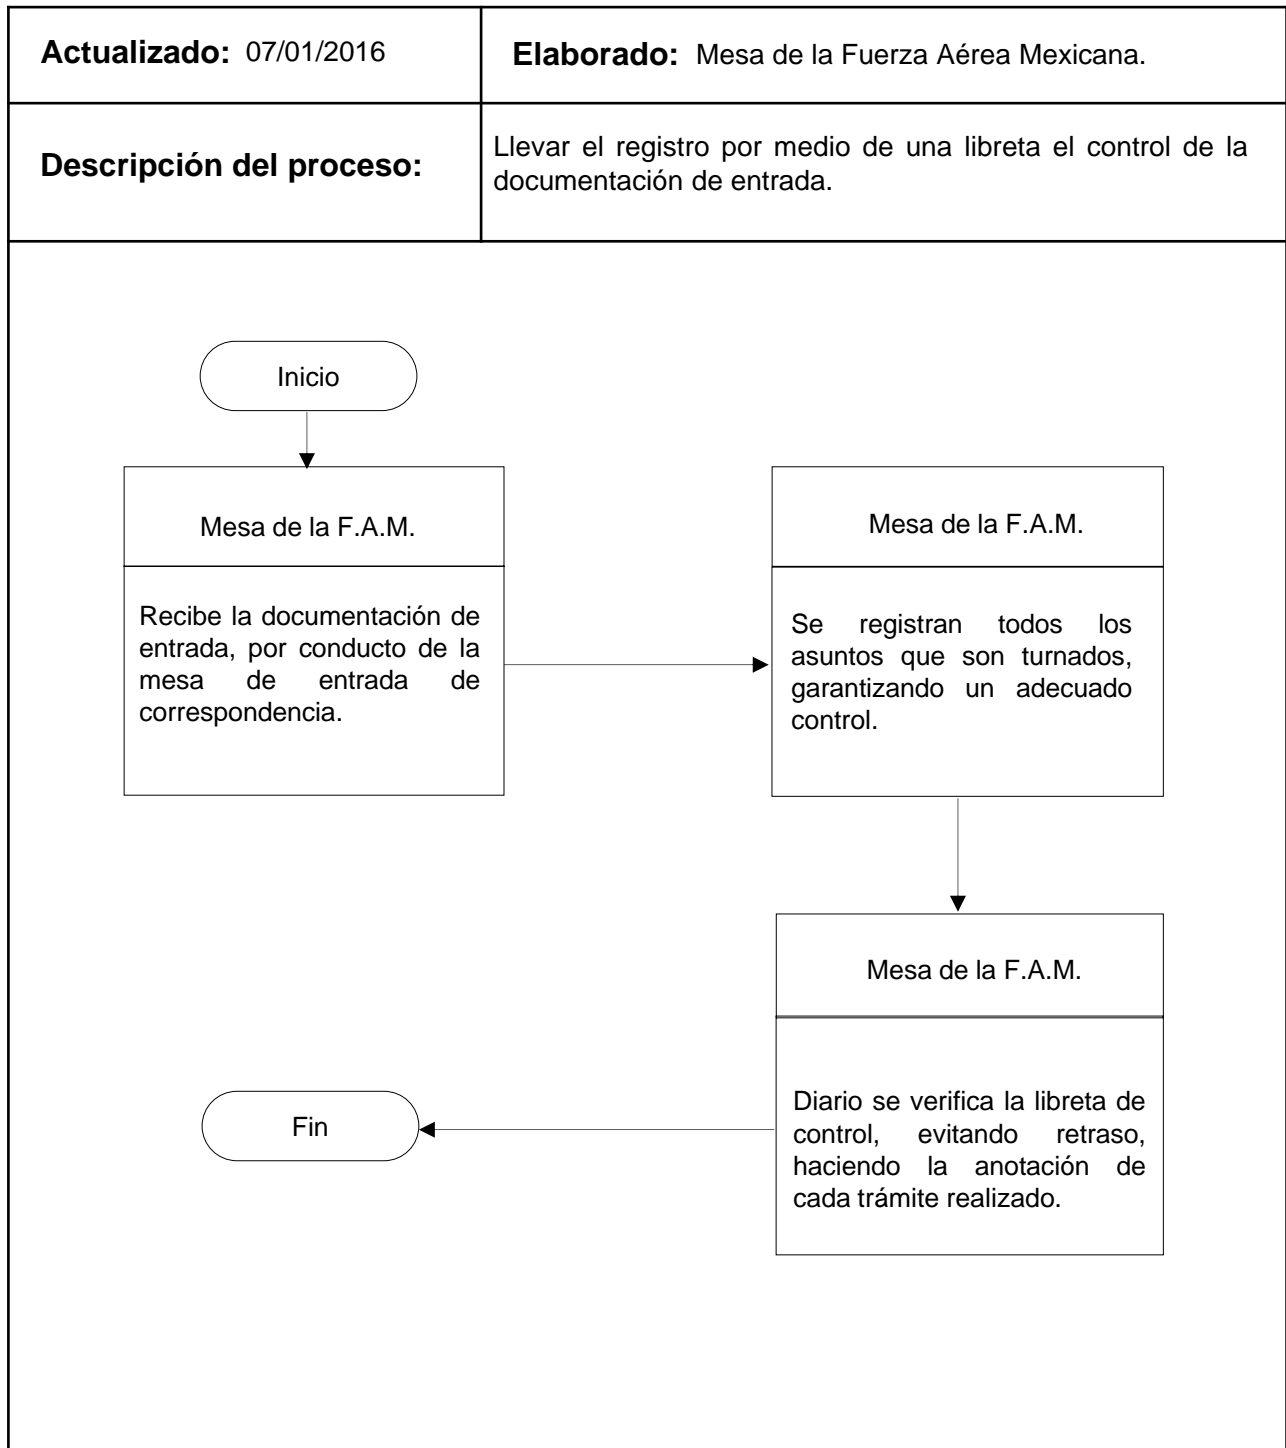 Actualizado: 07/01/2016
Elaborado: Mesa de la Fuerza Aérea Mexicana.
Descripción del proceso:
Llevar el registro por medio de una libreta el control de la
documentación de entrada.
Inicio
Mesa de la F.A.M.
Recibe la documentación de
entrada, por conducto de la
mesa de entrada de
correspondencia.
Mesa de la F.A.M.
Se registran todos los
asuntos que son turnados,
garantizando un adecuado
control.
Mesa de la F.A.M.
Diario se verifica la libreta de
control, evitando retraso,
haciendo la anotación de
cada trámite realizado.
Fin